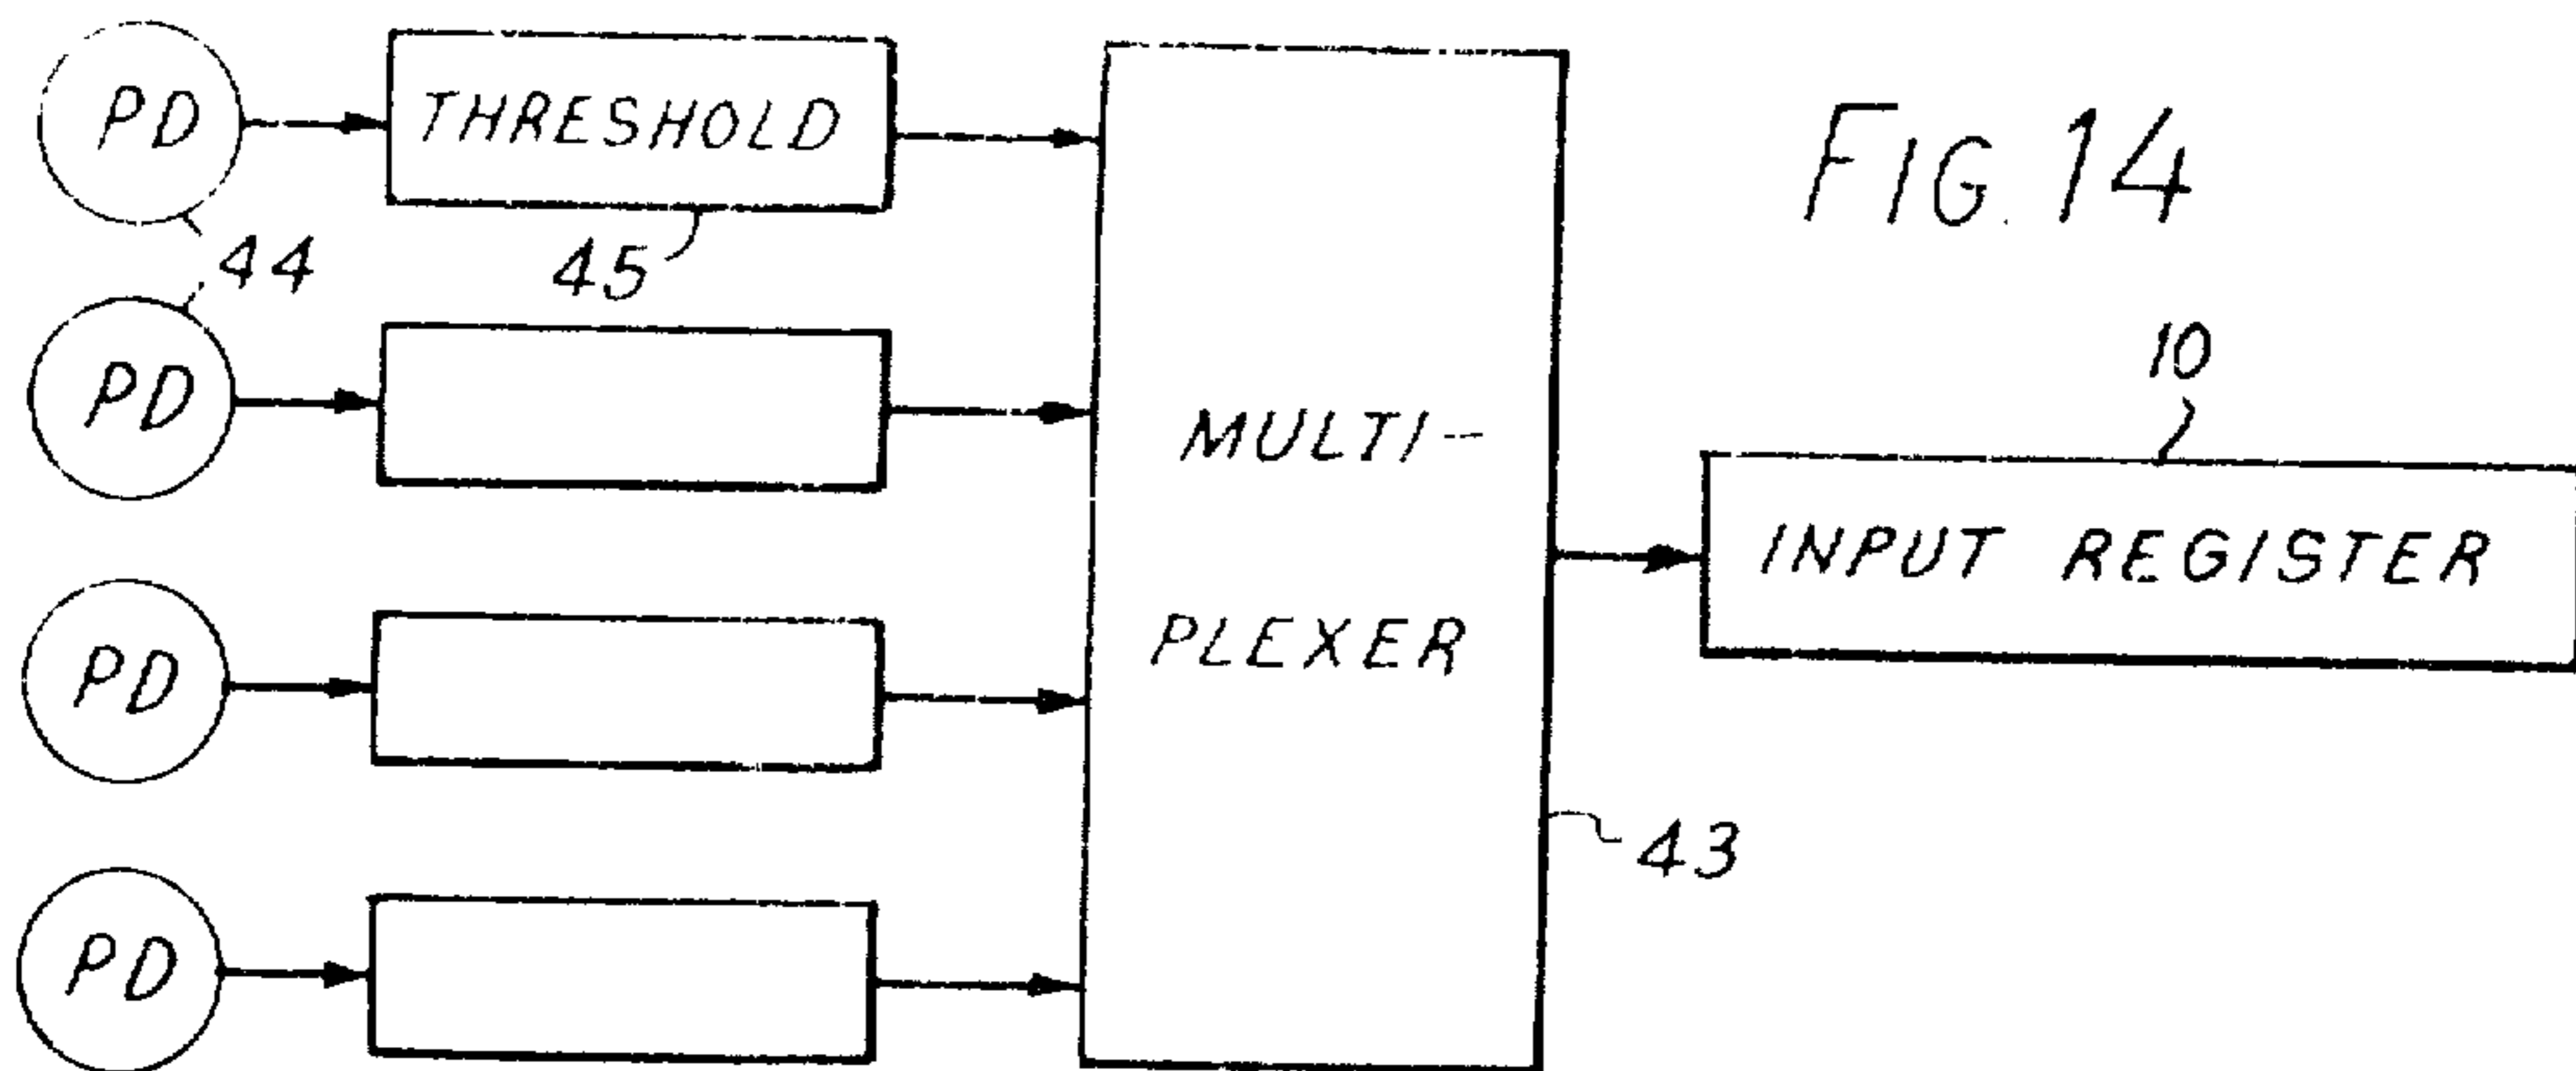 PD
THRESHOLD
FIG. 14
44
45
PD
10
MULTI-
INPUT REGISTER
PLEXER
PD
43
PD